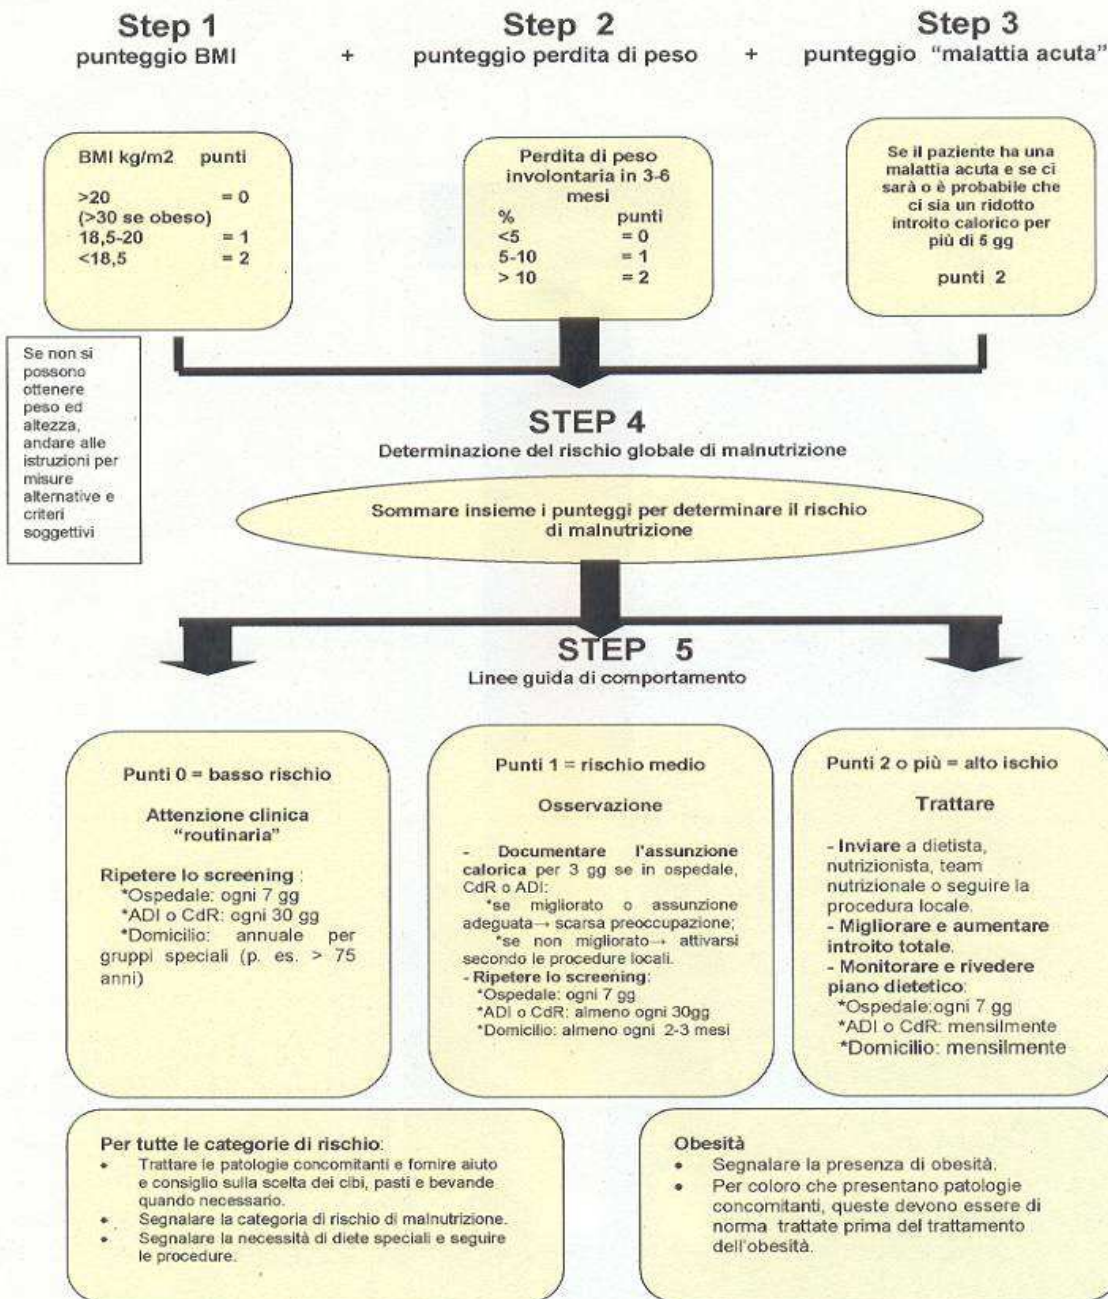 Step 1
punteggio BMI
+
Step 2
punteggio perdita di peso
+
Step 3
punteggio "malattia acuta"
BMI kg/m2 punti
>20 = 0
(>30 se obeso)
18,5-20 = 1
<18,5 = 2
Perdita di peso
involontaria in 3-6
mesi
% punti
<5 = 0
5-10 = 1
> 10 = 2
Se il paziente ha una
malattia acuta e se ci
sarà o è probabile che
ci sia un ridotto
introito calorico per
più di 5 gg
punti 2
Se non si
possono
ottenere
peso ed
altezza,
andare alle
istruzioni per
misure
alternative e
criteri
soggettivi
STEP 4
Determinazione del rischio globale di malnutrizione
Sommare insieme i punteggi per determinare il rischio
di malnutrizione
STEP 5
Linee guida di comportamento
Punti 0 = basso rischio
Attenzione clinica
"routinaria"
Ripetere lo screening :
*Ospedale: ogni 7 gg
*ADI o CdR: ogni 30 gg
*Domicilio: annuale per
gruppi speciali (p. es. > 75
anni)
Punti 1 = rischio medio
Osservazione
- Documentare l'assunzione
calorica per 3 gg se in ospedale,
CdR o ADI:
*se migliorato o assunzione
adeguata→ scarsa preoccupazione;
*se non migliorato→ attivarsi
secondo le procedure locali.
- Ripetere lo screening:
*Ospedale: ogni 7 gg
*ADI o CdR: almeno ogni 30gg
*Domicilio: almeno ogni 2-3 mesi
Punti 2 o più = alto ischio
Trattare
- Inviare a dietista,
nutrizionista, team
nutrizionale o seguire la
procedura locale.
- Migliorare e aumentare
introito totale.
- Monitorare e rivedere
piano dietetico:
*Ospedale:ogni 7 gg
*ADI o CdR: mensilmente
*Domicilio: mensilmente
Per tutte le categorie di rischio:
• Trattare le patologie concomitanti e fornire aiuto
e consiglio sulla scelta dei cibi, pasti e bevande
quando necessario.
• Segnalare la categoria di rischio di malnutrizione.
• Segnalare la necessità di diete speciali e seguire
le procedure.
Obesità
• Segnalare la presenza di obesità.
• Per coloro che presentano patologie
concomitanti, queste devono essere di
norma trattate prima del trattamento
dell'obesità.